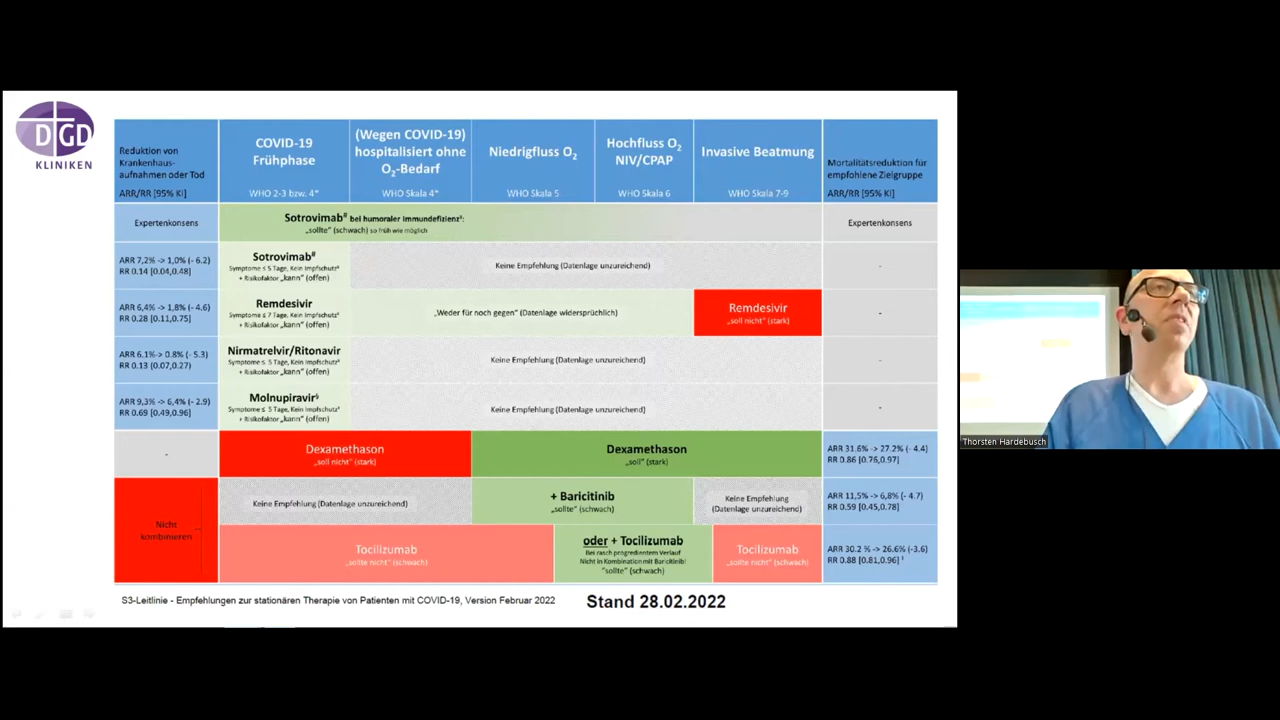 DGD
KLINIKEN
Reduktion von
Krankenhaus-
aufnahmen oder Tod
ARR/RR [95% KI]
COVID-19
Frühphase
WHO 2-3 bzw. 4*
(Wegen COVID-19)
hospitalisiert ohne
O2-Bedarf
WHO Skala 4*
Niedrigfluss O2
WHO Skala 5
Hochfluss O2
NIV/CPAP
WHO Skala 6
Invasive Beatmung
WHO Skala 7-9
Mortalitätsreduktion für
empfohlene Zielgruppe
ARR/RR [95% KI]
Expertenkonsens
Sotrovimab# bei humoraler Immundefizienz‡:
„sollte" (schwach) so früh wie möglich
Expertenkonsens
ARR 7,2% -> 1,0% (- 6.2)
RR 0.14 [0.04,0.48]
Sotrovimab#
Symptome ≤ 5 Tage, Kein Impfschutz
+ Risikofaktor „kann" (offen)
Keine Empfehlung (Datenlage unzureichend)
-
ARR 6,4% -> 1,8% (- 4.6)
RR 0.28 [0.11,0.75]
Remdesivir
Symptome ≤ 7 Tage, Kein Impfschutz
+ Risikofaktor „kann" (offen)
„Weder für noch gegen" (Datenlage widersprüchlich)
Remdesivir
„soll nicht" (stark)
-
ARR 6.1%-> 0.8% (- 5.3)
RR 0.13 [0.07,0.27]
Nirmatrelvir/Ritonavir
Symptome ≤ 5 Tage, Kein Impfschutz
+ Risikofaktor „kann" (offen)
Keine Empfehlung (Datenlage unzureichend)
-
ARR 9,3% -> 6,4% (- 2.9)
RR 0.69 [0.49,0.96]
Molnupiravir§
Symptome ≤ 5 Tage, Kein Impfschutz
+ Risikofaktor „kann" (offen)
Keine Empfehlung (Datenlage unzureichend)
-
-
Dexamethason
„soll nicht" (stark)
Dexamethason
„soll" (stark)
ARR 31.6% -> 27.2% (- 4.4)
RR 0.86 [0.76,0.97]
Nicht
kombinieren
Keine Empfehlung (Datenlage unzureichend)
+ Baricitinib
„sollte" (schwach)
Keine Empfehlung
(Datenlage unzureichend)
ARR 11,5% -> 6,8% (- 4.7)
RR 0.59 [0.45,0.78]
Tocilizumab
„sollte nicht" (schwach)
oder + Tocilizumab
Bei rasch progredientem Verlauf
Nicht in Kombination mit Baricitinib!
"sollte" (schwach)
Tocilizumab
„sollte nicht" (schwach)
ARR 30.2 % -> 26.6% (-3.6)
RR 0.88 [0.81,0.96]
S3-Leitlinie - Empfehlungen zur stationären Therapie von Patienten mit COVID-19, Version Februar 2022
Stand 28.02.2022
Thorsten Hardebusch